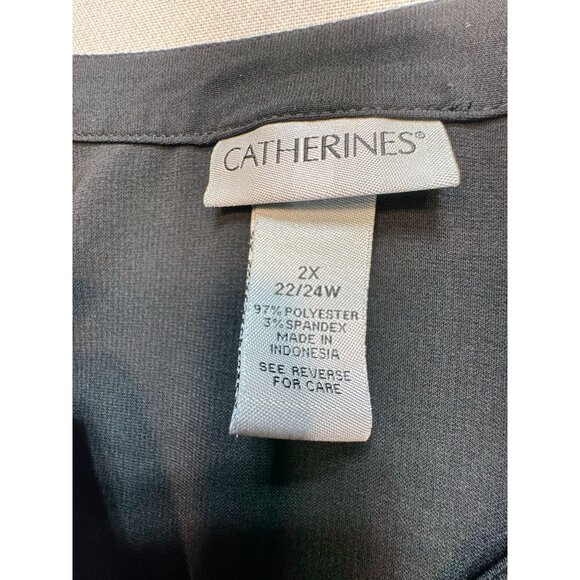 CATHERINES®
2X
22/24W
97% POLYESTER
3% SPANDEX
MADE IN
INDONESIA
SEE REVERSE
FOR CARE